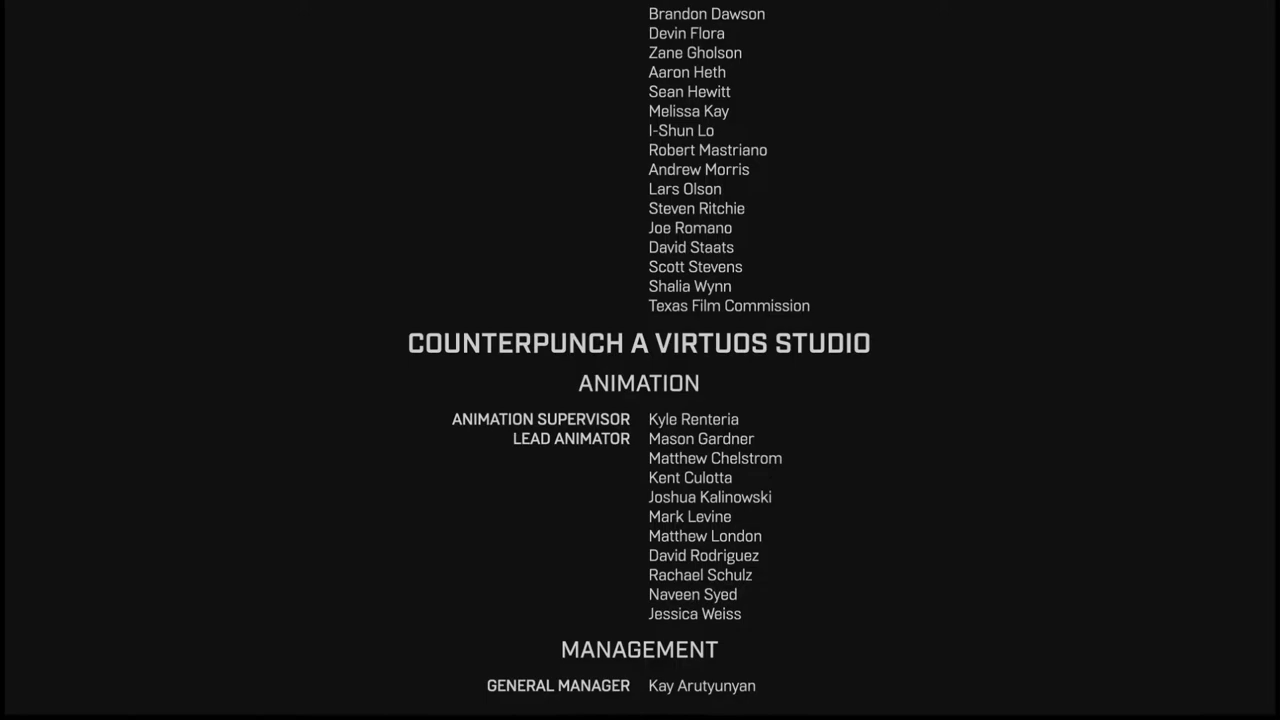 Brandon Dawson
Devin Flora
Zane Gholson
Aaron Heth
Sean Hewitt
Melissa Kay
I-Shun Lo
Robert Mastriano
Andrew Morris
Lars Olson
Steven Ritchie
Joe Romano
David Staats
Scott Stevens
Shalia Wynn
Texas Film Commission
COUNTERPUNCH A VIRTUOS STUDIO
ANIMATION
ANIMATION SUPERVISOR Kyle Renteria
LEAD ANIMATOR Mason Gardner
Matthew Chelstrom
Kent Culotta
Joshua Kalinowski
Mark Levine
Matthew London
David Rodriguez
Rachael Schulz
Naveen Syed
Jessica Weiss
MANAGEMENT
GENERAL MANAGER Kay Arutyunyan